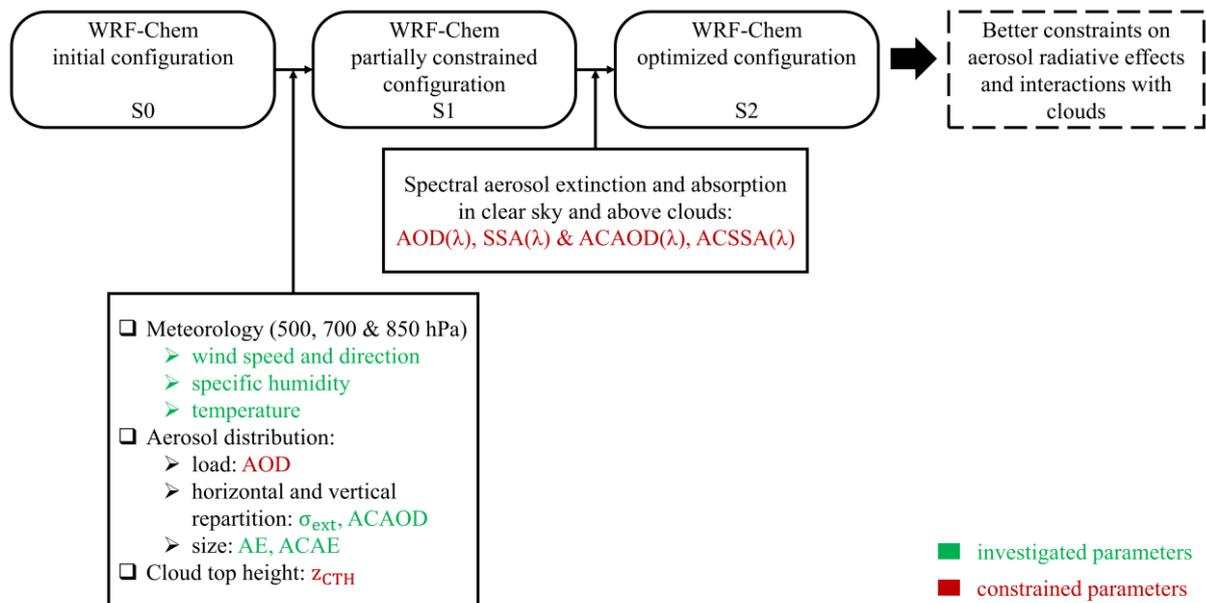 WRF-Chem
initial configuration
S0
WRF-Chem
partially constrained
configuration
S1
WRF-Chem
optimized configuration
S2
Better constraints on
aerosol radiative effects
and interactions with
clouds
Spectral aerosol extinction and absorption
in clear sky and above clouds:
AOD(λ), SSA(λ) & ACAOD(λ), ACSSA(λ)
❑ Meteorology (500, 700 & 850 hPa)
➢ wind speed and direction
➢ specific humidity
➢ temperature
❑ Aerosol distribution:
➢ load: AOD
➢ horizontal and vertical
repartition: σext, ACAOD
➢ size: AE, ACAE
❑ Cloud top height: zCTH
investigated parameters
constrained parameters